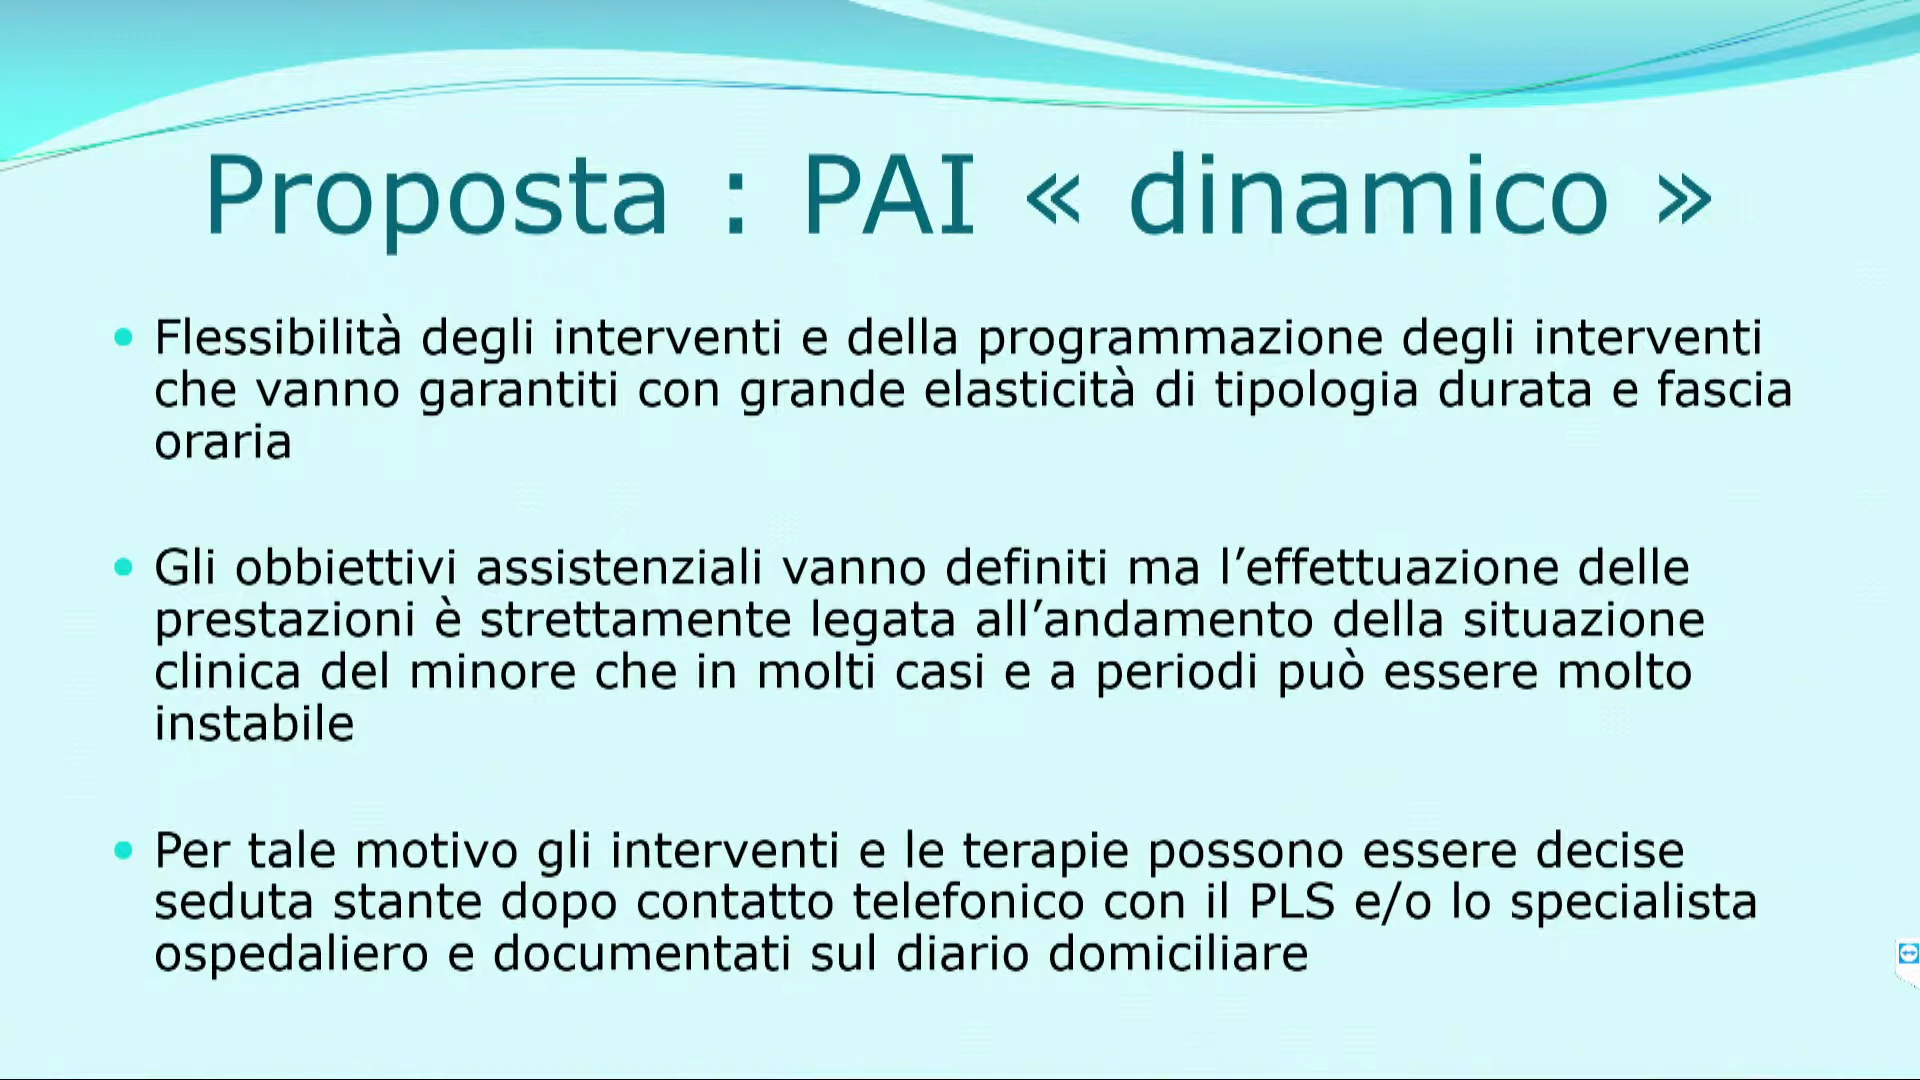 Proposta : PAI « dinamico »
• Flessibilità degli interventi e della programmazione degli interventi
che vanno garantiti con grande elasticità di tipologia durata e fascia
oraria
• Gli obbiettivi assistenziali vanno definiti ma l’effettuazione delle
prestazioni è strettamente legata all’andamento della situazione
clinica del minore che in molti casi e a periodi può essere molto
instabile
• Per tale motivo gli interventi e le terapie possono essere decise
seduta stante dopo contatto telefonico con il PLS e/o lo specialista
ospedaliero e documentati sul diario domiciliare